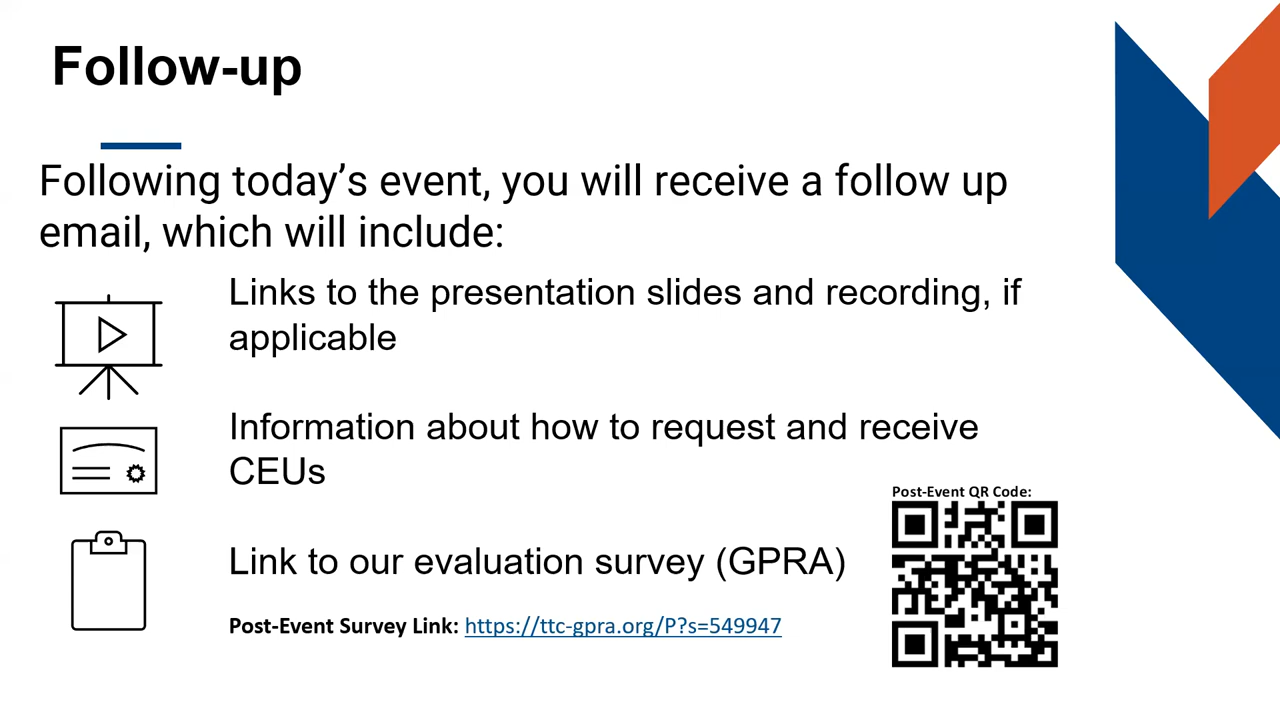 Follow-up
Following today’s event, you will receive a follow up
email, which will include:
Links to the presentation slides and recording, if
applicable
Information about how to request and receive
CEUs
Post-Event QR Code:
Link to our evaluation survey (GPRA)
Post-Event Survey Link: https://ttc-gpra.org/P?s=549947